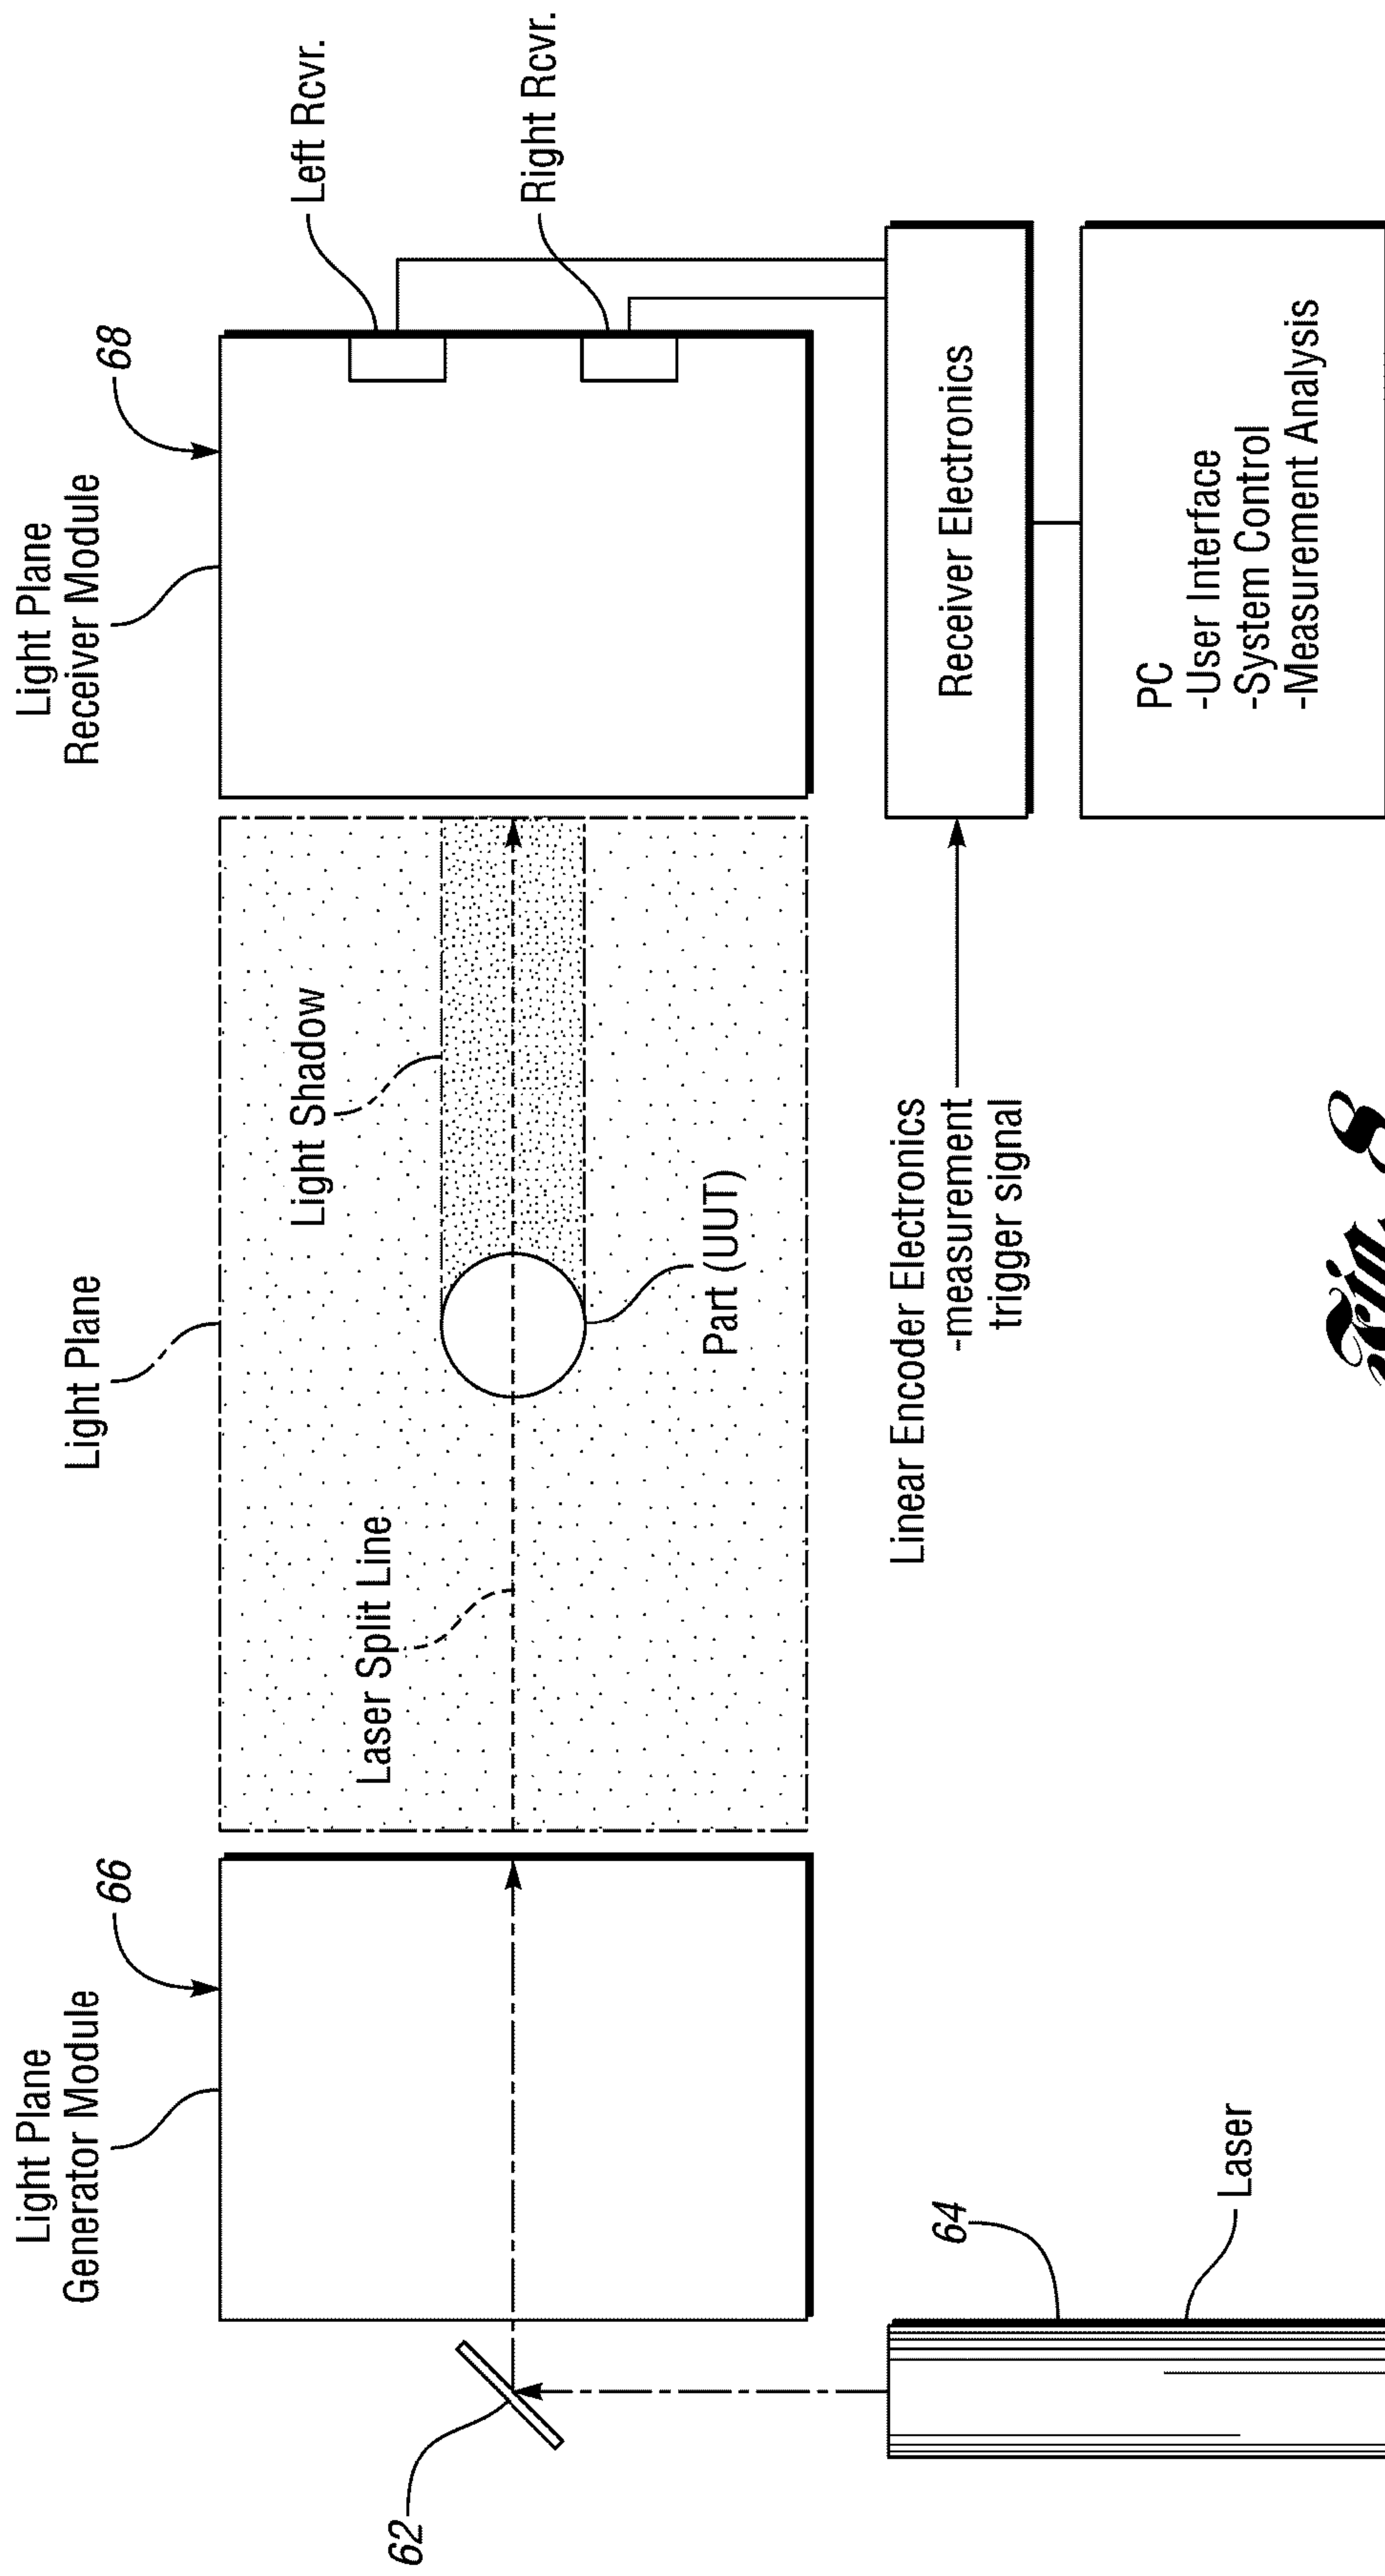 Light Plane
Generator Module
66
Light Plane
Light Plane
Receiver Module
68
Laser Split Line
Light Shadow
Left Rcvr.
Right Rcvr.
Part (UUT)
62
64
Laser
Linear Encoder Electronics
-measurement
trigger signal
Receiver Electronics
PC
-User Interface
-System Control
-Measurement Analysis